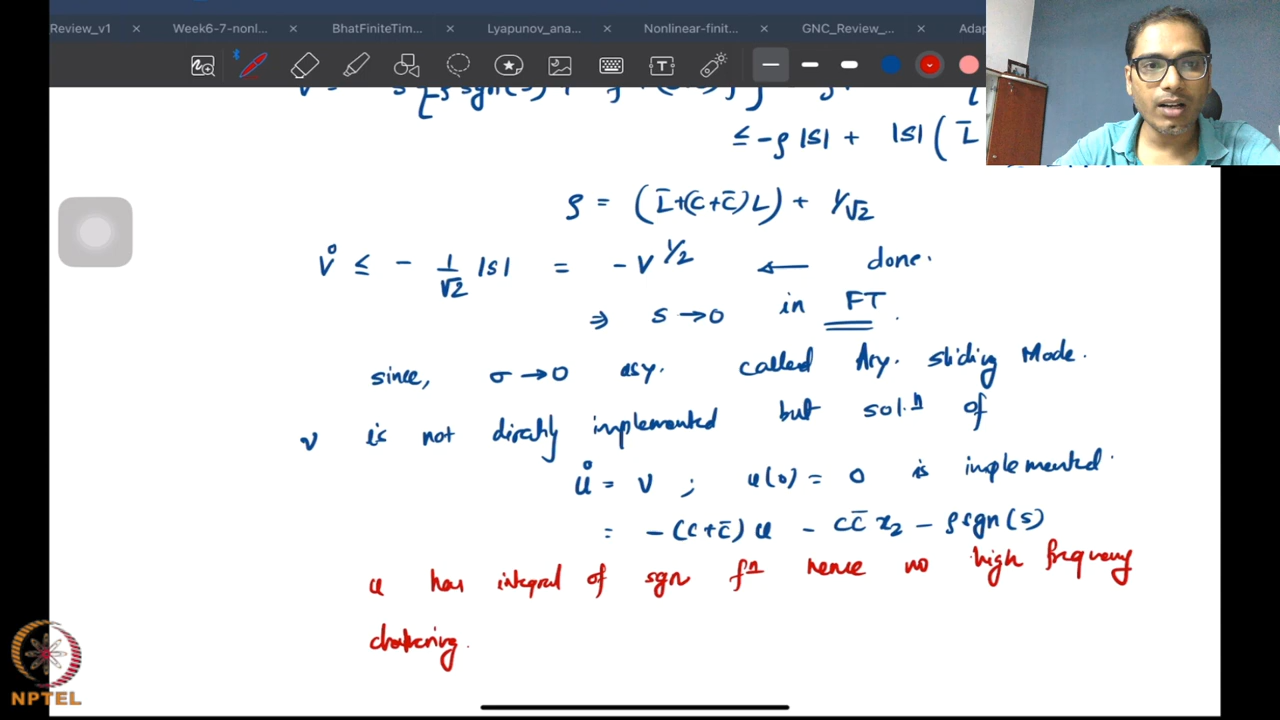 Review_v1 × Week6-7-nonl... × BhatFiniteTim... × Lyapunov_ana... × Nonlinear-finit... × GNC_Review_... × Adap
≤ -ρ |S| + |S| ( L̄
ρ = (L̄+(c+c̄)L) + 1/√2
V̇ ≤ - 1/√2 |S| = - V^1/2 ← done.
⇒ S → 0 in FT.
since, σ → 0 asy. called Asy. sliding Mode.
ν is not directly implemented but sol.n of
u̇ = ν ; u(0) = 0 is implemented.
= -(c+c̄) u - c c̄ x₂ - ρ sgn(s)
u has integral of sgn fn hence no high frequency
chattering.
NPTEL